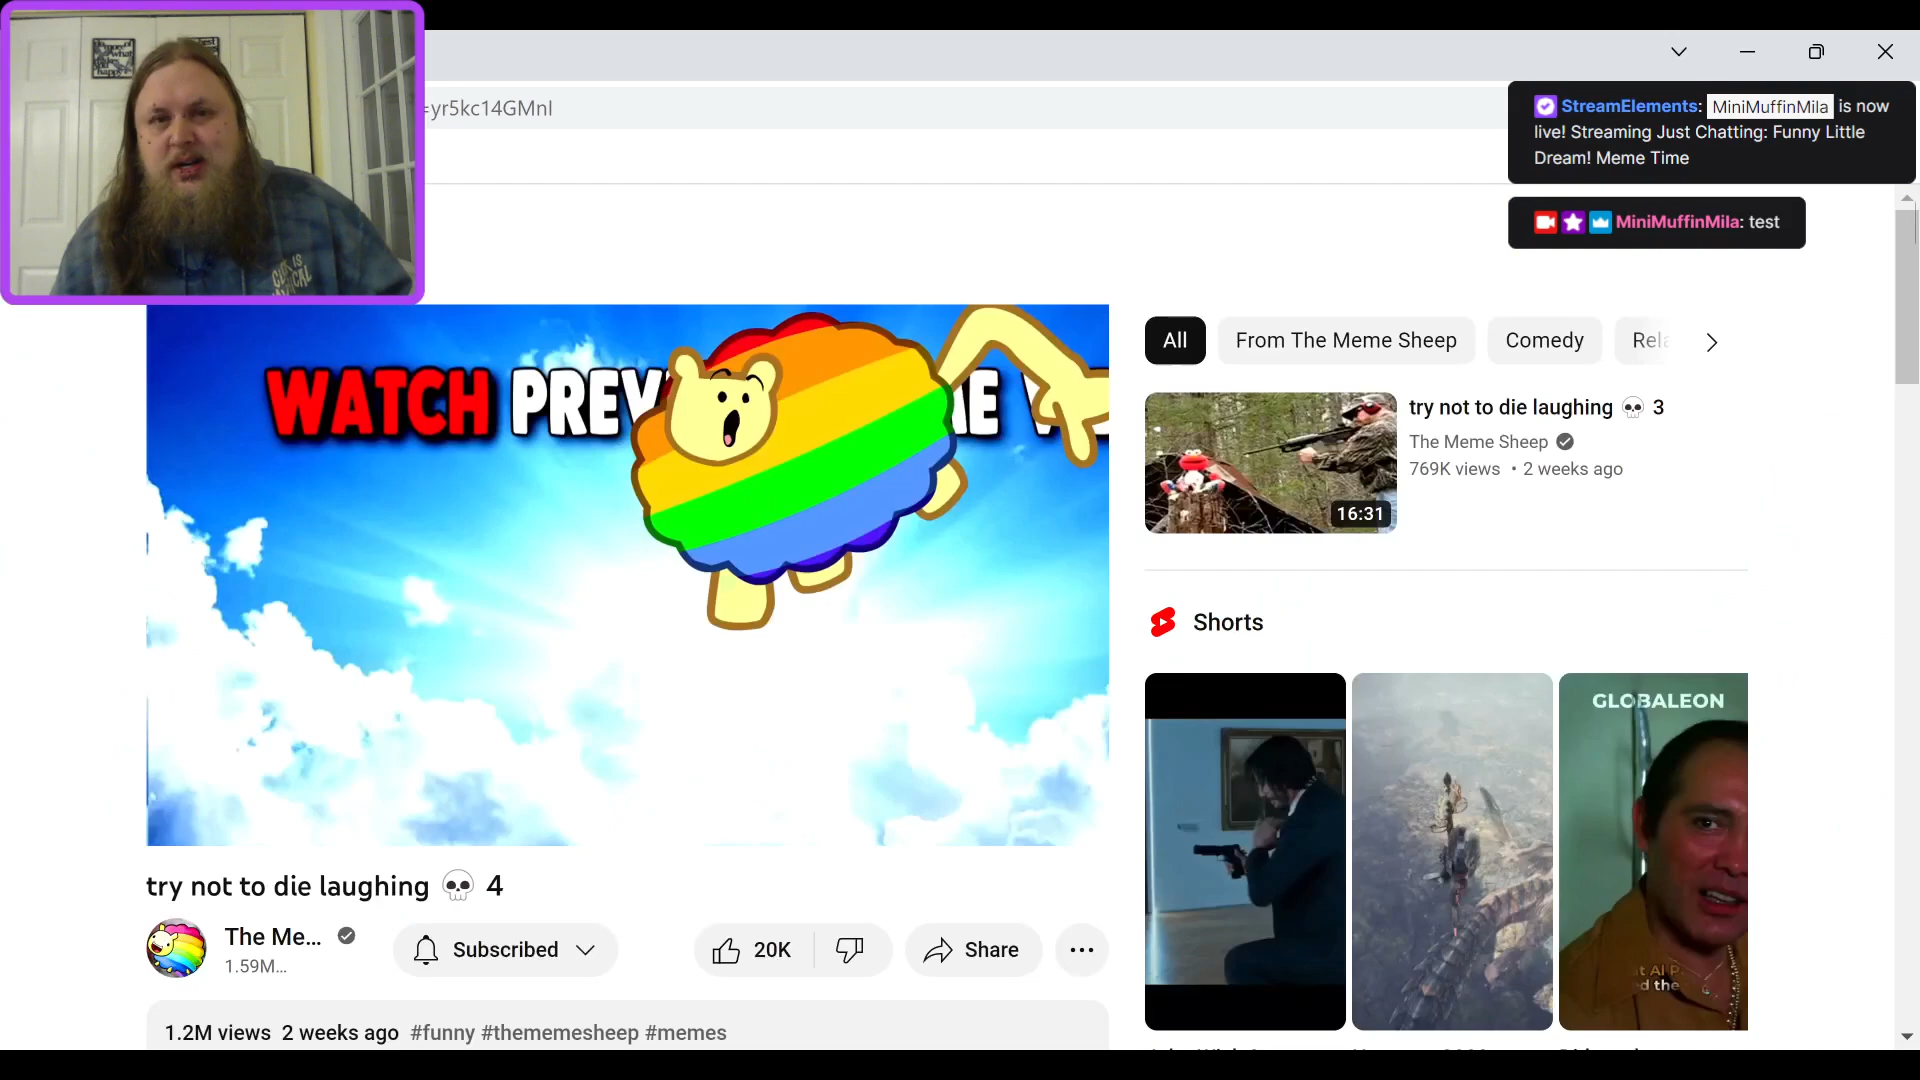 =yr5kc14GMnI
StreamElements: MiniMuffinMila is now
live! Streaming Just Chatting: Funny Little
Dream! Meme Time
MiniMuffinMila: test
WATCH PREV
All
From The Meme Sheep
Comedy
Rela
try not to die laughing 💀 3
The Meme Sheep
769K views • 2 weeks ago
16:31
Shorts
GLOBALEON
try not to die laughing 💀 4
The Me...
1.59M...
Subscribed
20K
Share
1.2M views 2 weeks ago #funny #thememesheep #memes